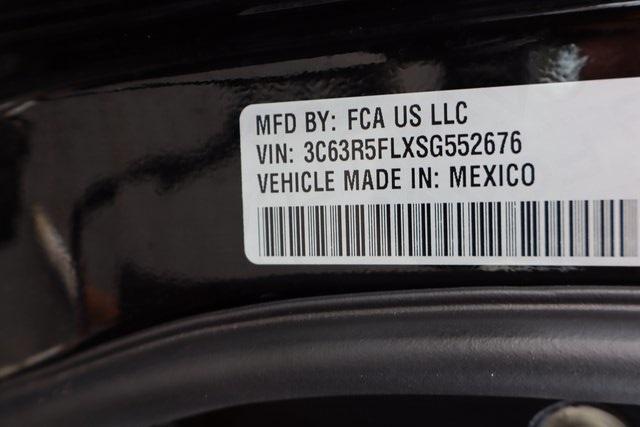 MFD BY: FCA US LLC
VIN: 3C63R5FLXSG552676
VEHICLE MADE IN: MEXICO